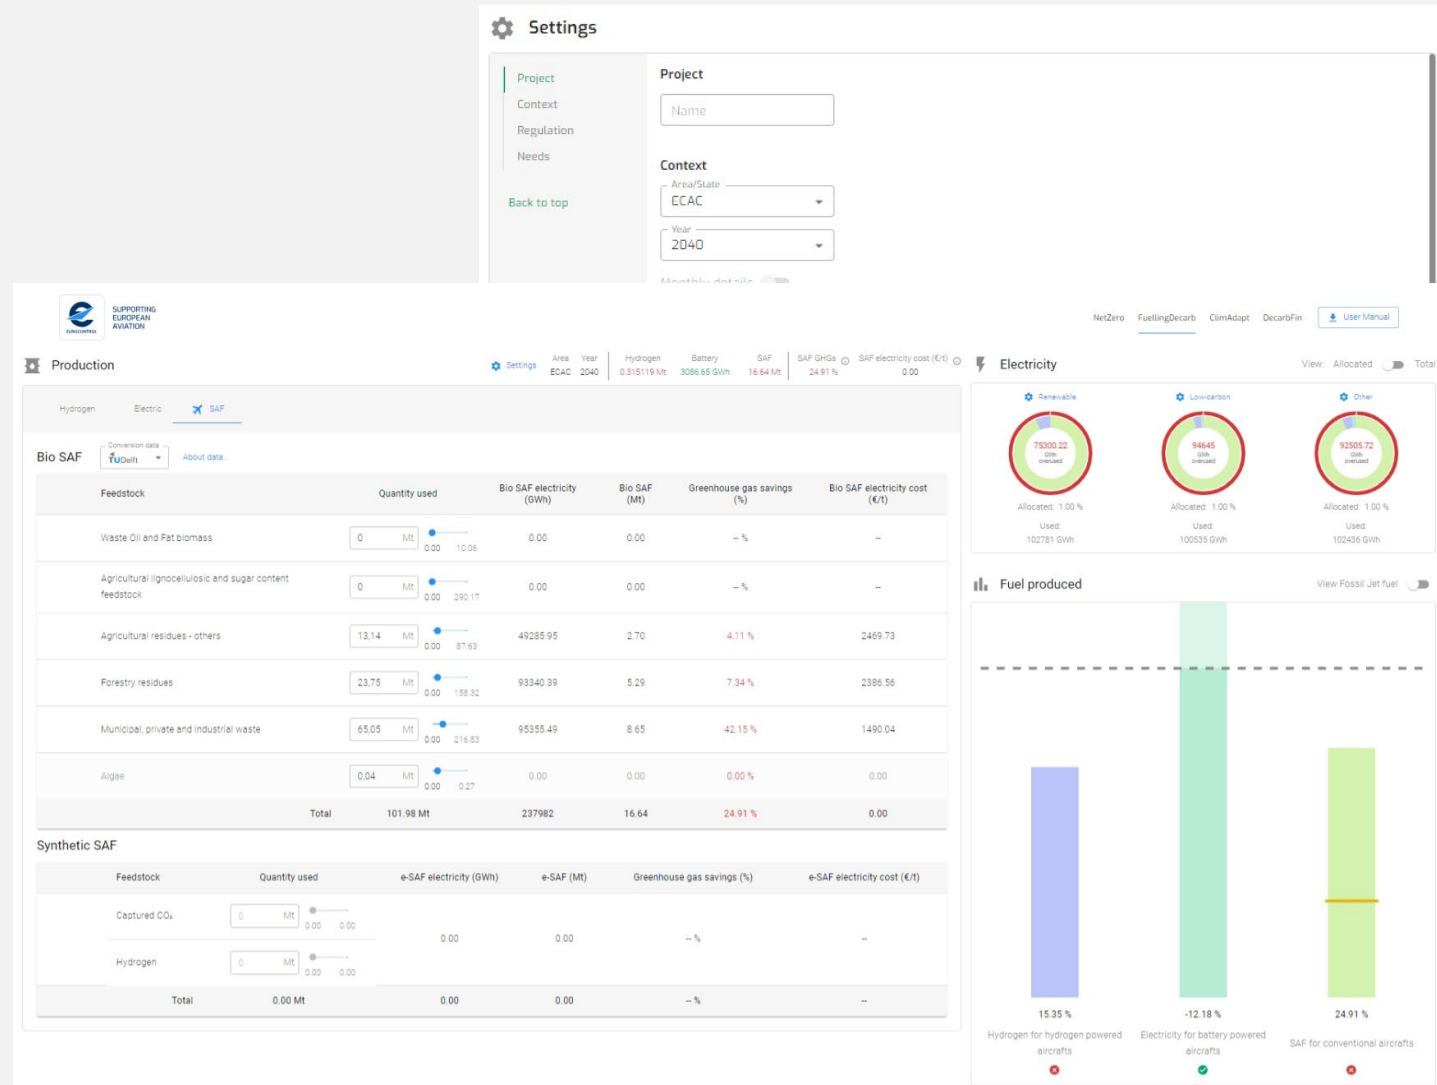 Settings
Project
Context
Regulation
Needs
Back to top
Project
Name
Context
Area/State
ECAC
Year
2040
Monthly details
EUROCONTROL
SUPPORTING
EUROPEAN
AVIATION
NetZero FuellingDecarb ClimAdapt DecarbFin User Manual
Production
Settings
Area Year Hydrogen Battery SAF SAF GHGs SAF electricity cost (€/t)
ECAC 2040 0.315119 Mt 3086.65 GWh 16.64 Mt 24.91 % 0.00
Hydrogen Electric SAF
Bio SAF
Conversion data
TUDelft
About data...
Feedstock Quantity used Bio SAF electricity (GWh) Bio SAF (Mt) Greenhouse gas savings (%) Bio SAF electricity cost (€/t)
Waste Oil and Fat biomass 0 Mt 0.00 0.00 -- % --
0.00 10.06
Agricultural lignocellulosic and sugar content
feedstock
0 Mt 0.00 0.00 -- % --
0.00 290.17
Agricultural residues - others 13,14 Mt 49285.95 2.70 4.11 % 2469.73
0.00 87.63
Forestry residues 23,75 Mt 93340.39 5.29 7.34 % 2386.56
0.00 158.32
Municipal, private and industrial waste 65,05 Mt 95355.49 8.65 42.15 % 1490.04
0.00 216.83
Algae 0,04 Mt 0.00 0.00 0.00 % 0.00
0.00 0.27
Total 101.98 Mt 237982 16.64 24.91 % 0.00
Synthetic SAF
Feedstock Quantity used e-SAF electricity (GWh) e-SAF (Mt) Greenhouse gas savings (%) e-SAF electricity cost (€/t)
Captured CO₂ 0 Mt
0.00 0.00
0.00 0.00 -- % --
Hydrogen 0 Mt
0.00 0.00
Total 0.00 Mt 0.00 0.00 -- % --
Electricity
View: Allocated Total
Renewable Low-carbon Other
75300.22 94645 92505.72
GWh GWh GWh
overused overused overused
Allocated: 1.00 % Allocated: 1.00 % Allocated: 1.00 %
Used: Used: Used:
102781 GWh 100535 GWh 102436 GWh
Fuel produced
View Fossil Jet fuel
15.35 % -12.18 % 24.91 %
Hydrogen for hydrogen powered
aircrafts
Electricity for battery powered
aircrafts
SAF for conventional aircrafts